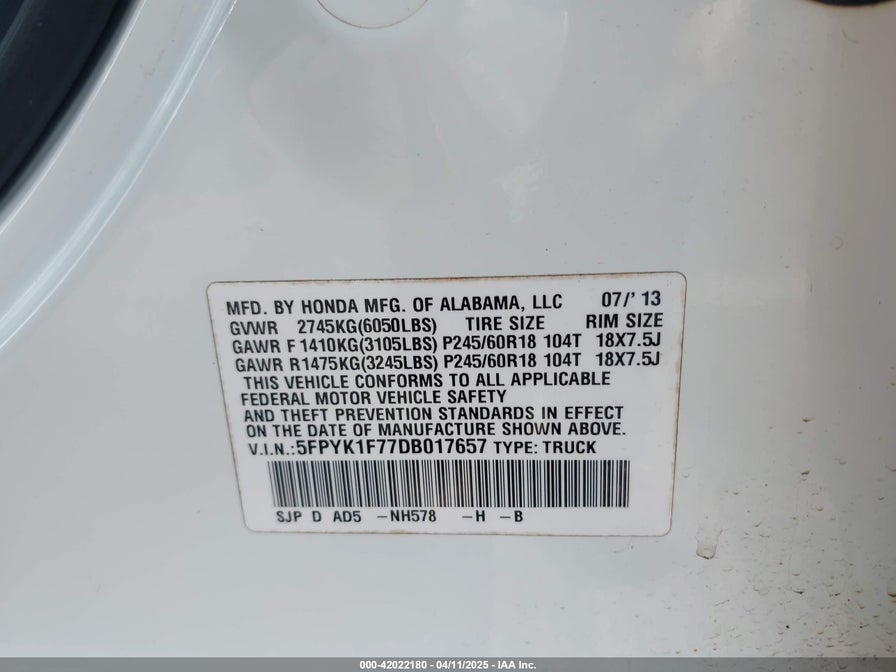 MFD. BY HONDA MFG. OF ALABAMA, LLC 07/' 13
GVWR 2745KG(6050LBS) TIRE SIZE RIM SIZE
GAWR F 1410KG(3105LBS) P245/60R18 104T 18X7.5J
GAWR R1475KG(3245LBS) P245/60R18 104T 18X7.5J
THIS VEHICLE CONFORMS TO ALL APPLICABLE
FEDERAL MOTOR VEHICLE SAFETY
AND THEFT PREVENTION STANDARDS IN EFFECT
ON THE DATE OF MANUFACTURE SHOWN ABOVE.
V.I.N.:5FPYK1F77DB017657 TYPE: TRUCK
SJP D AD5 -NH578 -H -B
000-42022180 - 04/11/2025 - IAA Inc.